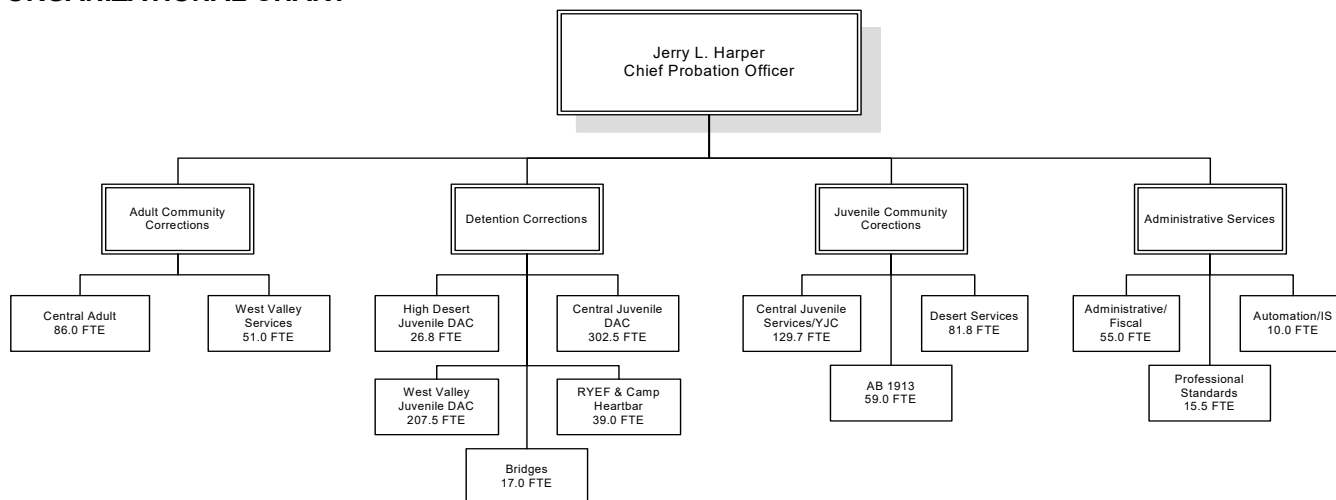 Jerry L. Harper
Chief Probation Officer
Adult Community
Corrections
Detention Corrections
Juvenile Community
Corections
Administrative Services
Central Adult
86.0 FTE
West Valley
Services
51.0 FTE
High Desert
Juvenile DAC
26.8 FTE
Central Juvenile
DAC
302.5 FTE
Central Juvenile
Services/YJC
129.7 FTE
Desert Services
81.8 FTE
Administrative/
Fiscal
55.0 FTE
Automation/IS
10.0 FTE
West Valley
Juvenile DAC
207.5 FTE
RYEF & Camp
Heartbar
39.0 FTE
AB 1913
59.0 FTE
Professional
Standards
15.5 FTE
Bridges
17.0 FTE